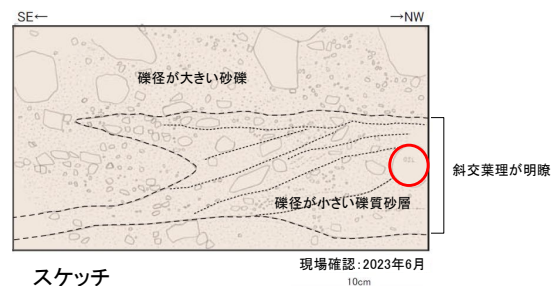 SE← →NW
礫径が大きい砂礫
斜交葉理が明瞭
礫径が小さい礫質砂層
現場確認:2023年6月
スケッチ
10cm